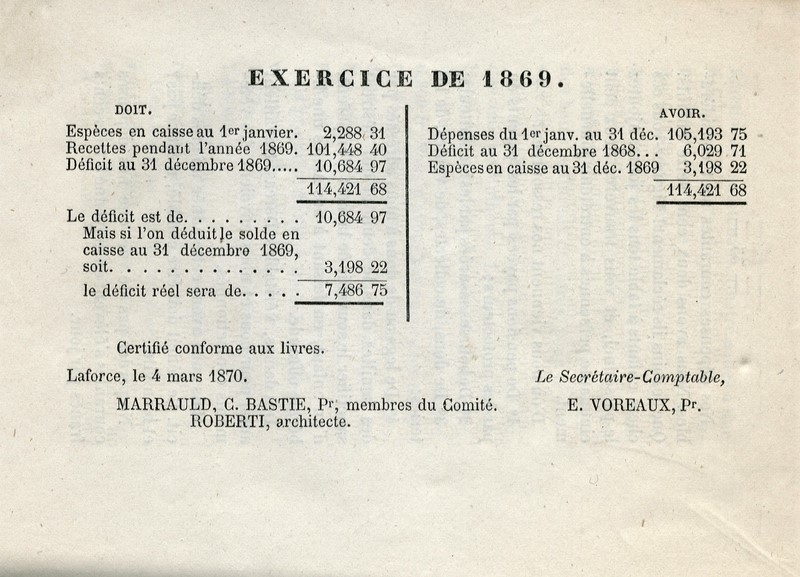 EXERCICE DE 1869.
DOIT.
Espèces en caisse au 1er janvier. 2,288 31
Recettes pendant l'année 1869. 101,448 40
Déficit au 31 décembre 1869..... 10,684 97
114,421 68
Le déficit est de. . . . . . . . . 10,684 97
Mais si l'on déduit le solde en
caisse au 31 décembre 1869,
soit. . . . . . . . . . . . . . 3,198 22
le déficit réel sera de. . . . . 7,486 75
AVOIR.
Dépenses du 1er janv. au 31 déc. 105,193 75
Déficit au 31 décembre 1868... 6,029 71
Espèces en caisse au 31 déc. 1869 3,198 22
114,421 68
Certifié conforme aux livres.
Laforce, le 4 mars 1870.
Le Secrétaire-Comptable,
MARRAULD, C. BASTIE, Pr, membres du Comité.
E. VOREAUX, Pr.
ROBERTI, architecte.